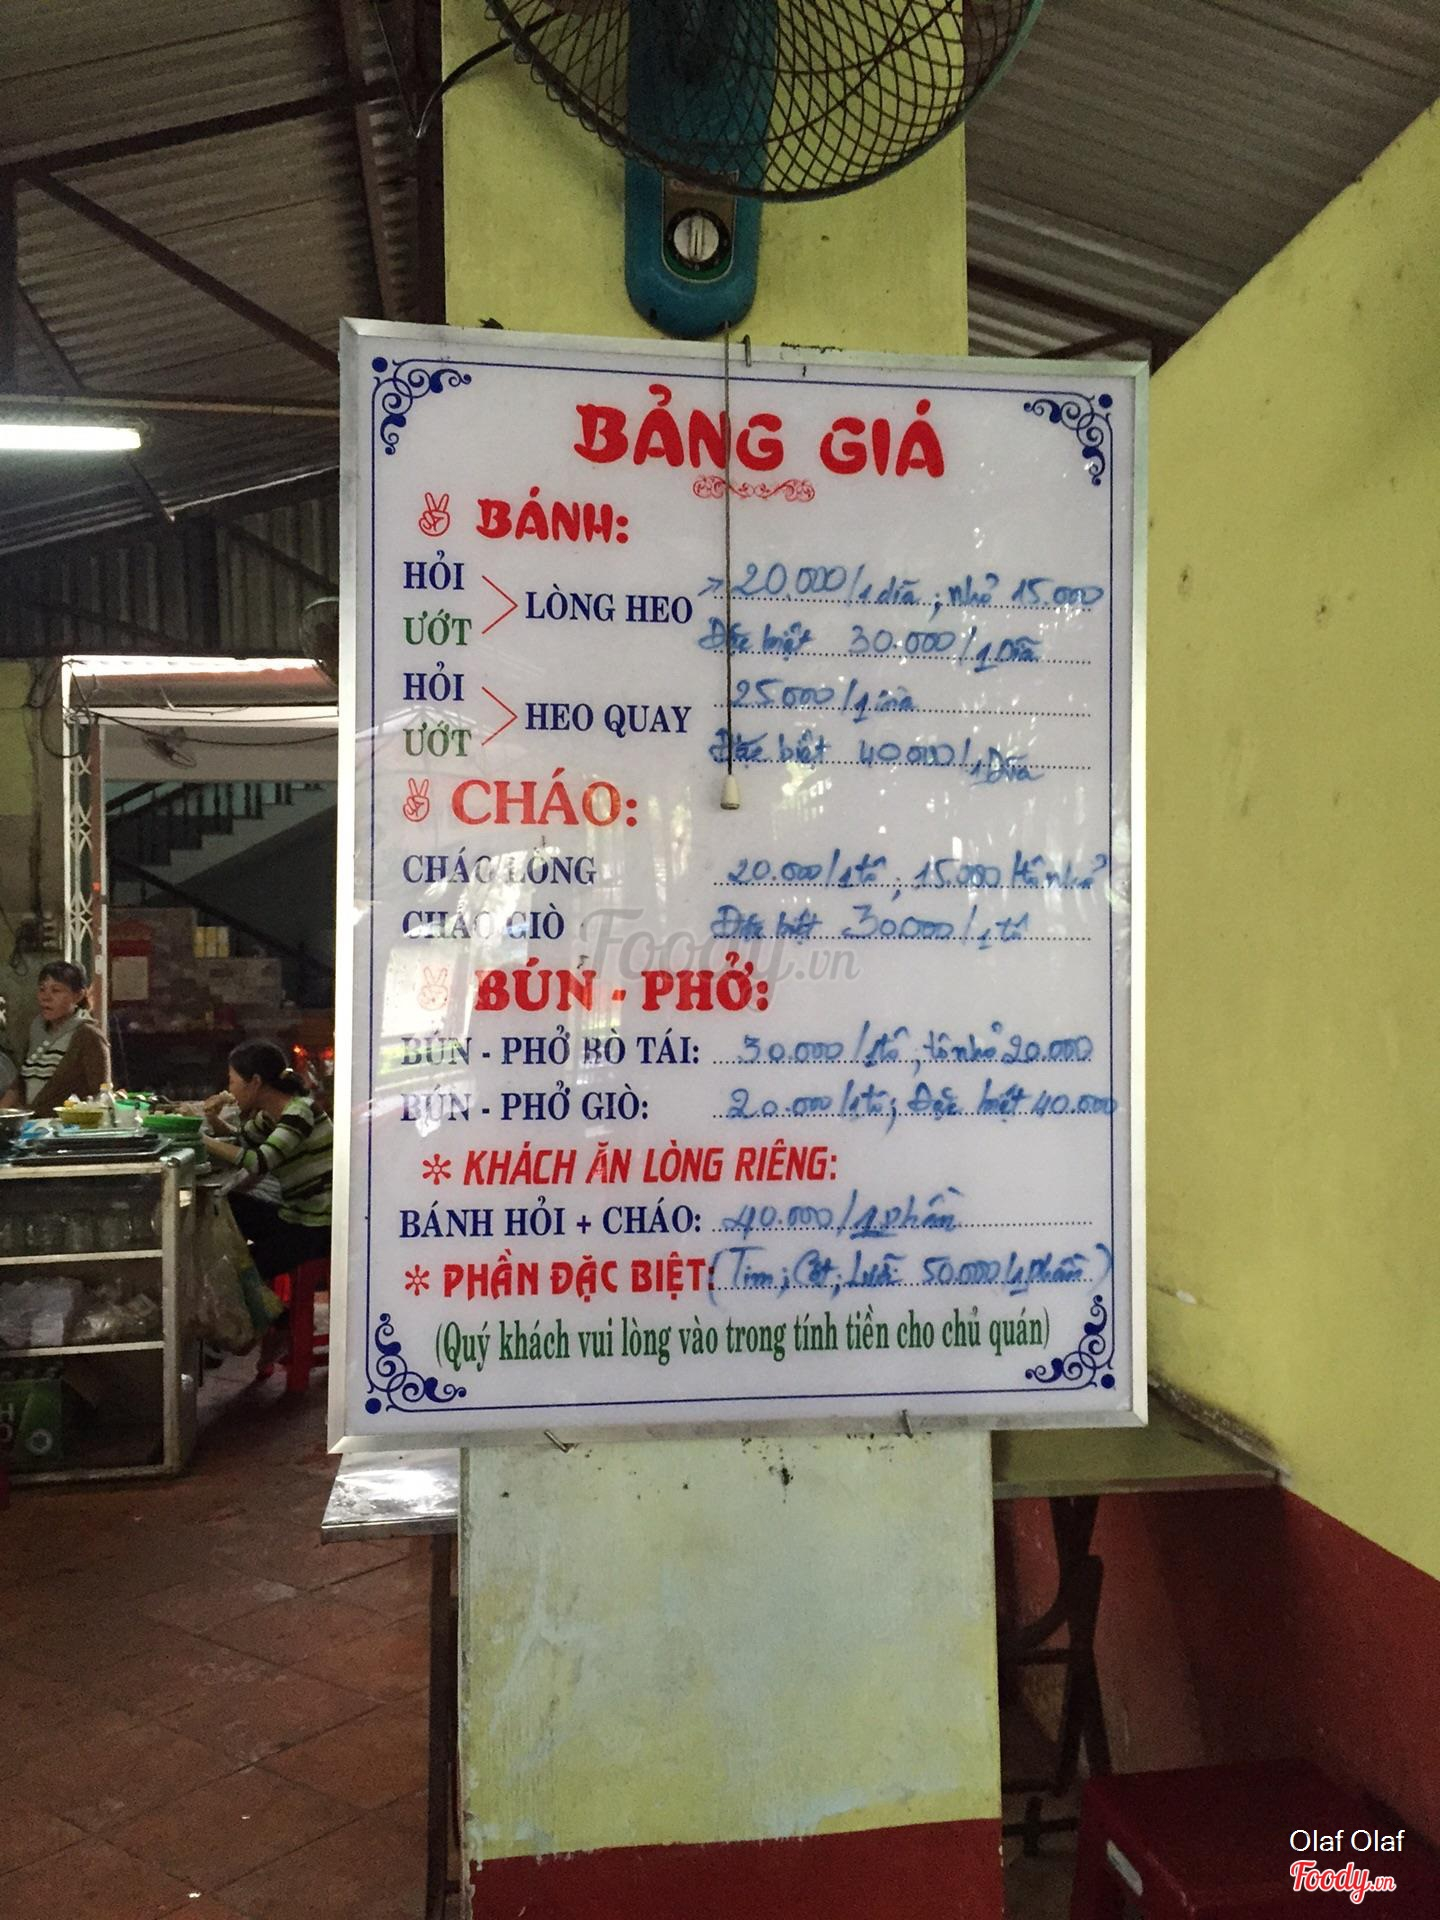 BẢNG GIÁ
BÁNH:
HỎI
ƯỚT
LÒNG HEO
20.000/1 dĩa; nhỏ 15.000
Đặc biệt 30.000/1 Dĩa
HỎI
ƯỚT
HEO QUAY
25.000/1 dĩa
Đặc biệt 40.000/1 Dĩa
CHÁO:
CHÁO LÒNG 20.000/1 tô; 15.000/tô nhỏ
CHÁO GIÒ Đặc biệt 30.000/1 tô
BÚN - PHỞ:
BÚN - PHỞ BÒ TÁI: 30.000/1 tô, tô nhỏ 20.000
BÚN - PHỞ GIÒ: 20.000/1 tô; Đặc biệt 40.000
* KHÁCH ĂN LÒNG RIÊNG:
BÁNH HỎI + CHÁO: 40.000/1 phần
* PHẦN ĐẶC BIỆT: (Tim; Cật; Lưỡi 50.000/1 phần)
(Quý khách vui lòng vào trong tính tiền cho chủ quán)
Foody.vn
Olaf Olaf
Foody.vn